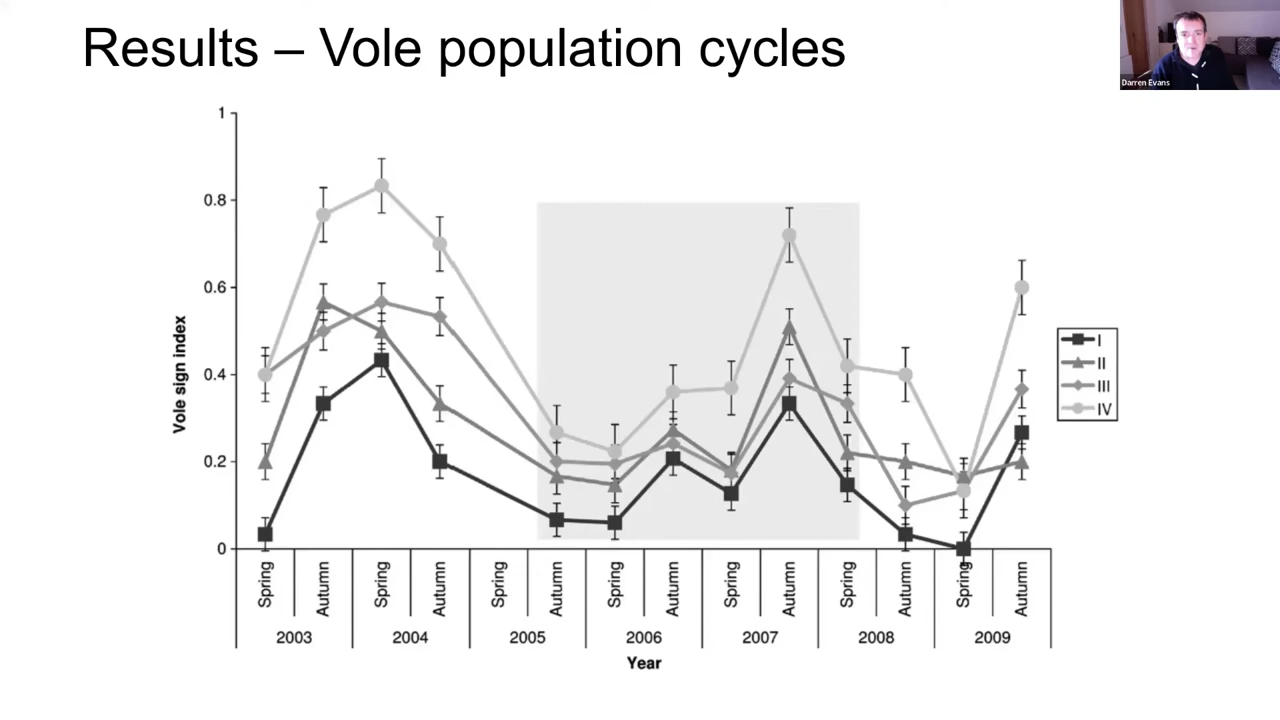 Results – Vole population cycles
Darren Evans
1
0.8
0.6
0.4
0.2
0
Vole sign index
I
II
III
IV
Spring Autumn Spring Autumn Spring Autumn Spring Autumn Spring Autumn Spring Autumn Spring Autumn
2003 2004 2005 2006 2007 2008 2009
Year